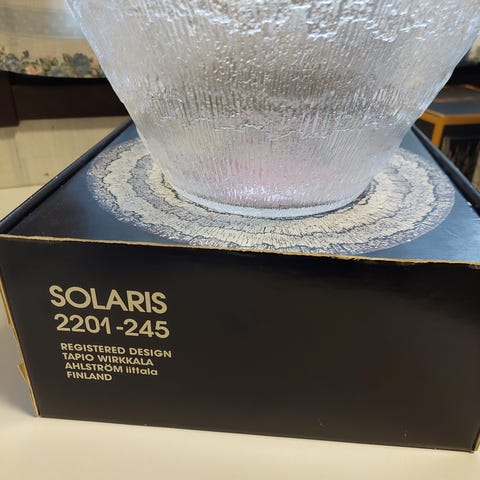 SOLARIS
2201-245
REGISTERED DESIGN
TAPIO WIRKKALA
AHLSTRÖM iittala
FINLAND